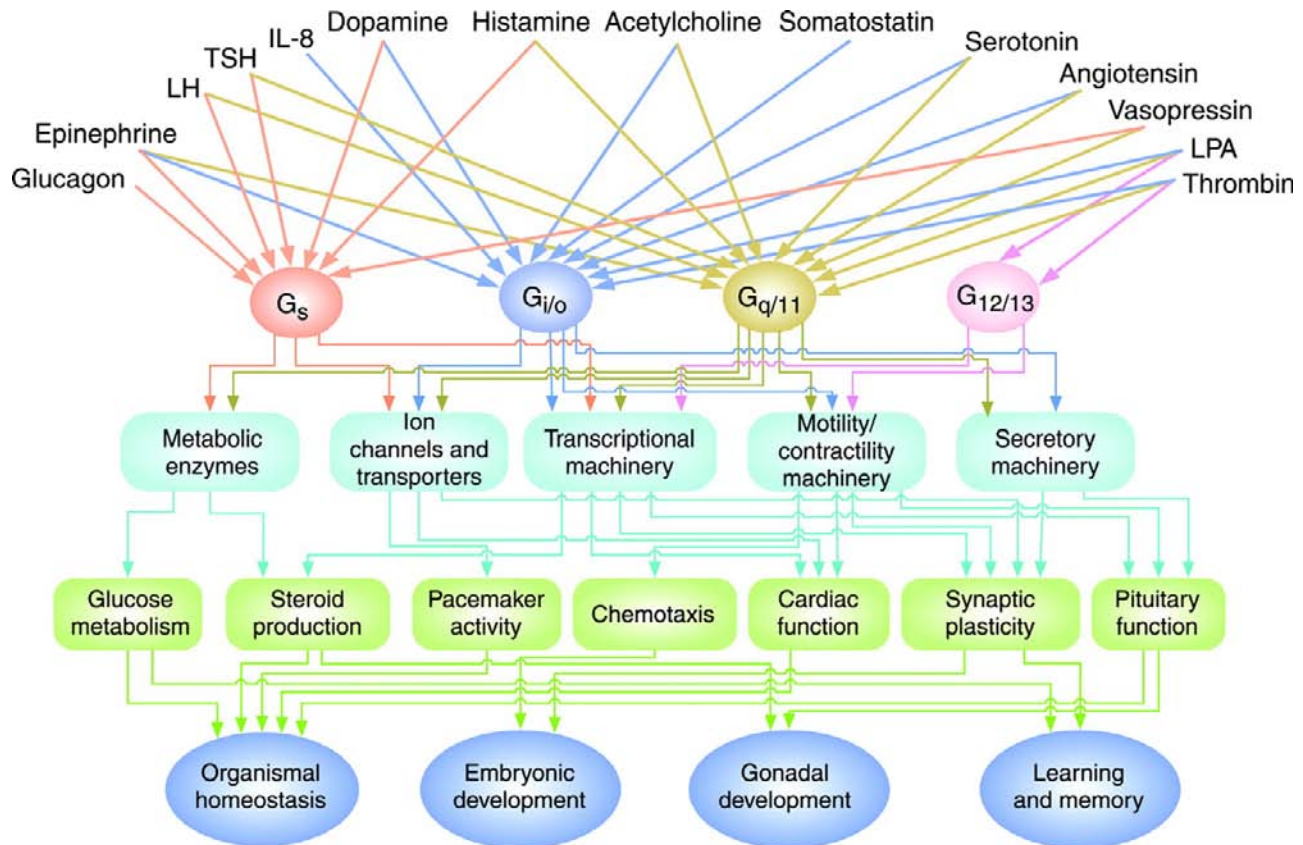 Dopamine
Histamine
Acetylcholine
Somatostatin
IL-8
Serotonin
TSH
Angiotensin
LH
Vasopressin
Epinephrine
LPA
Glucagon
Thrombin
Gs
Gi/o
Gq/11
G12/13
Metabolic
enzymes
Ion
channels and
transporters
Transcriptional
machinery
Motility/
contractility
machinery
Secretory
machinery
Glucose
metabolism
Steroid
production
Pacemaker
activity
Chemotaxis
Cardiac
function
Synaptic
plasticity
Pituitary
function
Organismal
homeostasis
Embryonic
development
Gonadal
development
Learning
and memory